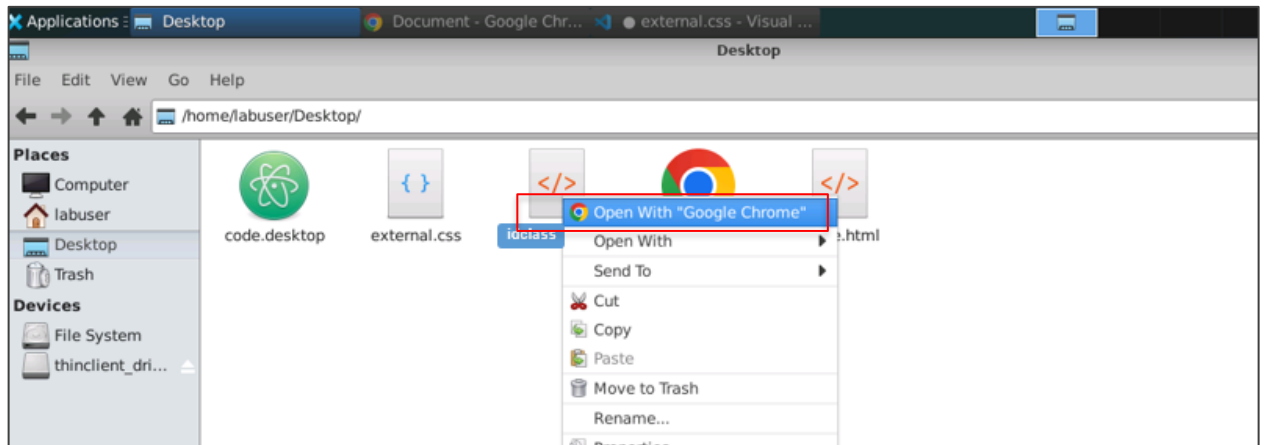 Applications
Desktop
Document - Google Chr...
external.css - Visual ...
Desktop
File Edit View Go Help
/home/labuser/Desktop/
Places
Computer
labuser
Desktop
Trash
Devices
File System
thinclient_dri...
code.desktop
external.css
idclass
e.html
{ }
</>
</>
Open With "Google Chrome"
Open With
Send To
Cut
Copy
Paste
Move to Trash
Rename...
Properties